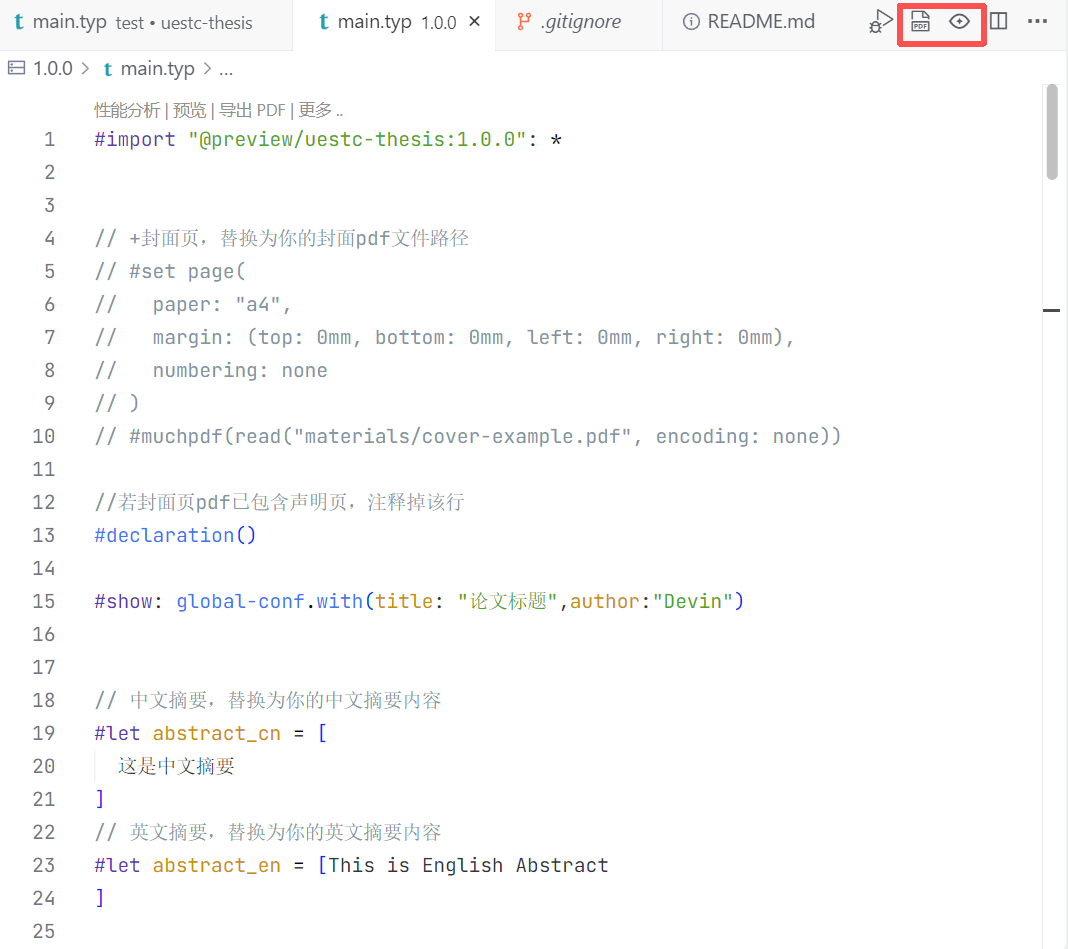 main.typ test • uestc-thesis main.typ 1.0.0 .gitignore README.md PDF
1.0.0 > main.typ > ...
性能分析 | 预览 | 导出 PDF | 更多 ..
1 #import "@preview/uestc-thesis:1.0.0": *
2
3
4 // +封面页，替换为你的封面pdf文件路径
5 // #set page(
6 //   paper: "a4",
7 //   margin: (top: 0mm, bottom: 0mm, left: 0mm, right: 0mm),
8 //   numbering: none
9 // )
10 // #muchpdf(read("materials/cover-example.pdf", encoding: none))
11
12 //若封面页pdf已包含声明页，注释掉该行
13 #declaration()
14
15 #show: global-conf.with(title: "论文标题",author:"Devin")
16
17
18 // 中文摘要，替换为你的中文摘要内容
19 #let abstract_cn = [
20   这是中文摘要
21 ]
22 // 英文摘要，替换为你的英文摘要内容
23 #let abstract_en = [This is English Abstract
24 ]
25